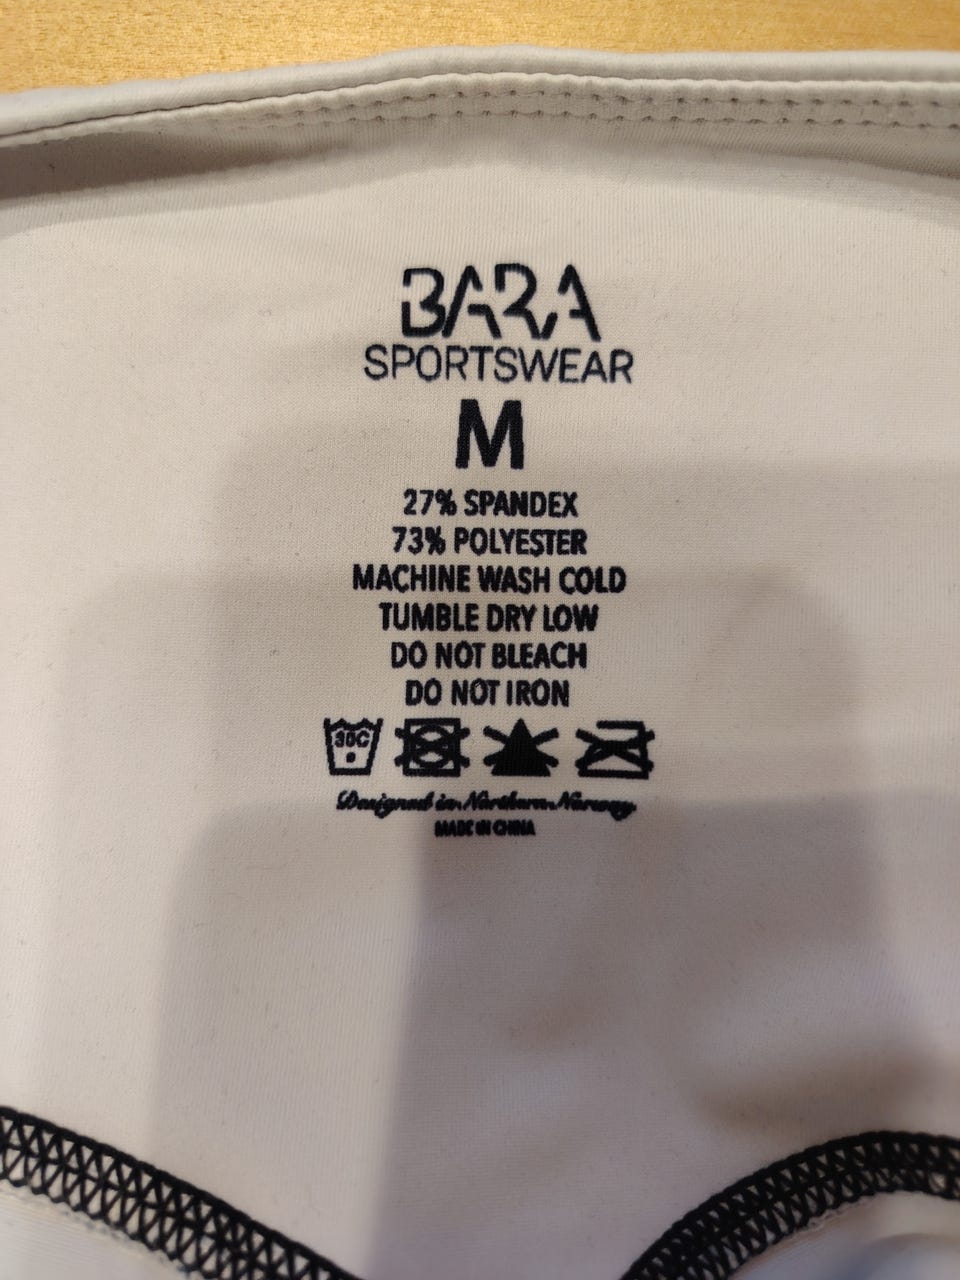 BARA
SPORTSWEAR
M
27% SPANDEX
73% POLYESTER
MACHINE WASH COLD
TUMBLE DRY LOW
DO NOT BLEACH
DO NOT IRON
30C
Designed in Northern Norway
MADE IN CHINA